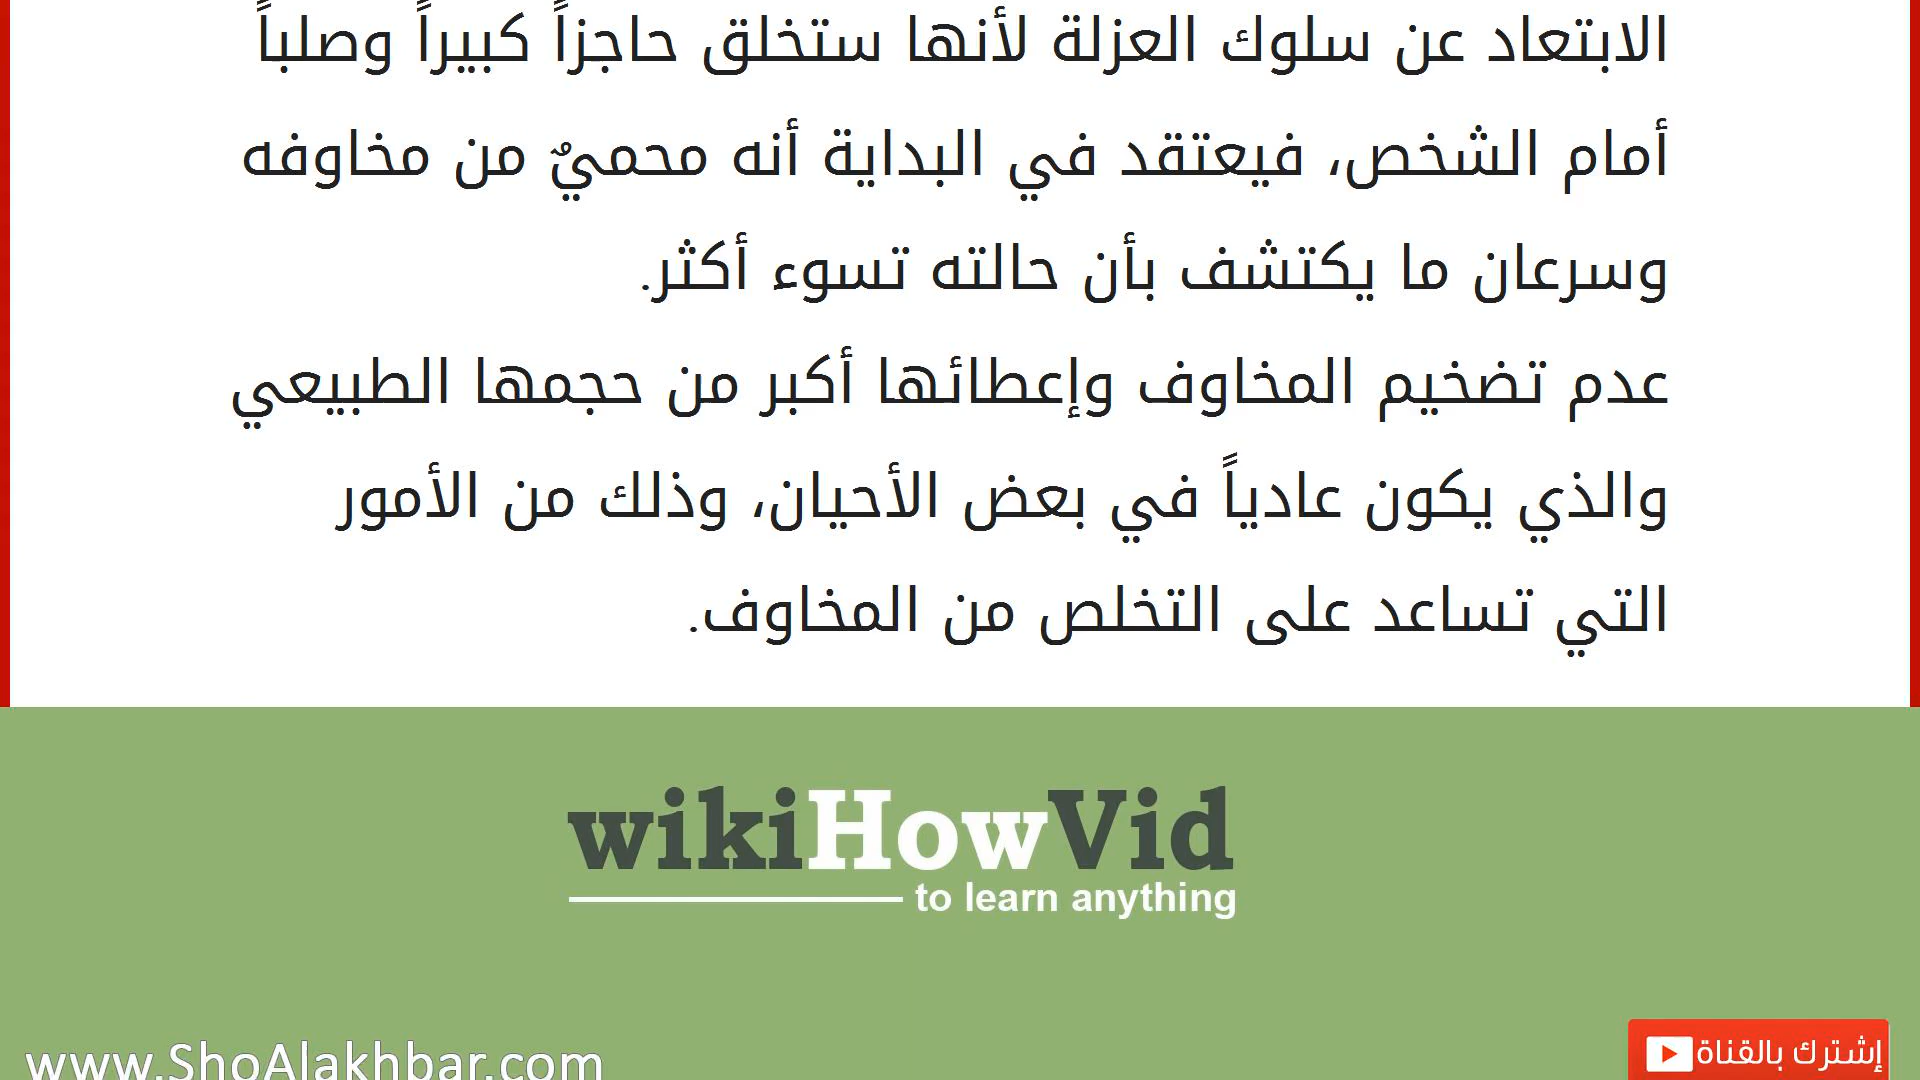 الابتعاد عن سلوك العزلة لأنها ستخلق حاجزاً كبيراً وصلباً
أمام الشخص، فيعتقد في البداية أنه محميٌ من مخاوفه
وسرعان ما يكتشف بأن حالته تسوء أكثر.
عدم تضخيم المخاوف وإعطائها أكبر من حجمها الطبيعي
والذي يكون عادياً في بعض الأحيان، وذلك من الأمور
التي تساعد على التخلص من المخاوف.
wikiHowVid
to learn anything
www.ShoAlakhbar.com
إشترك بالقناة